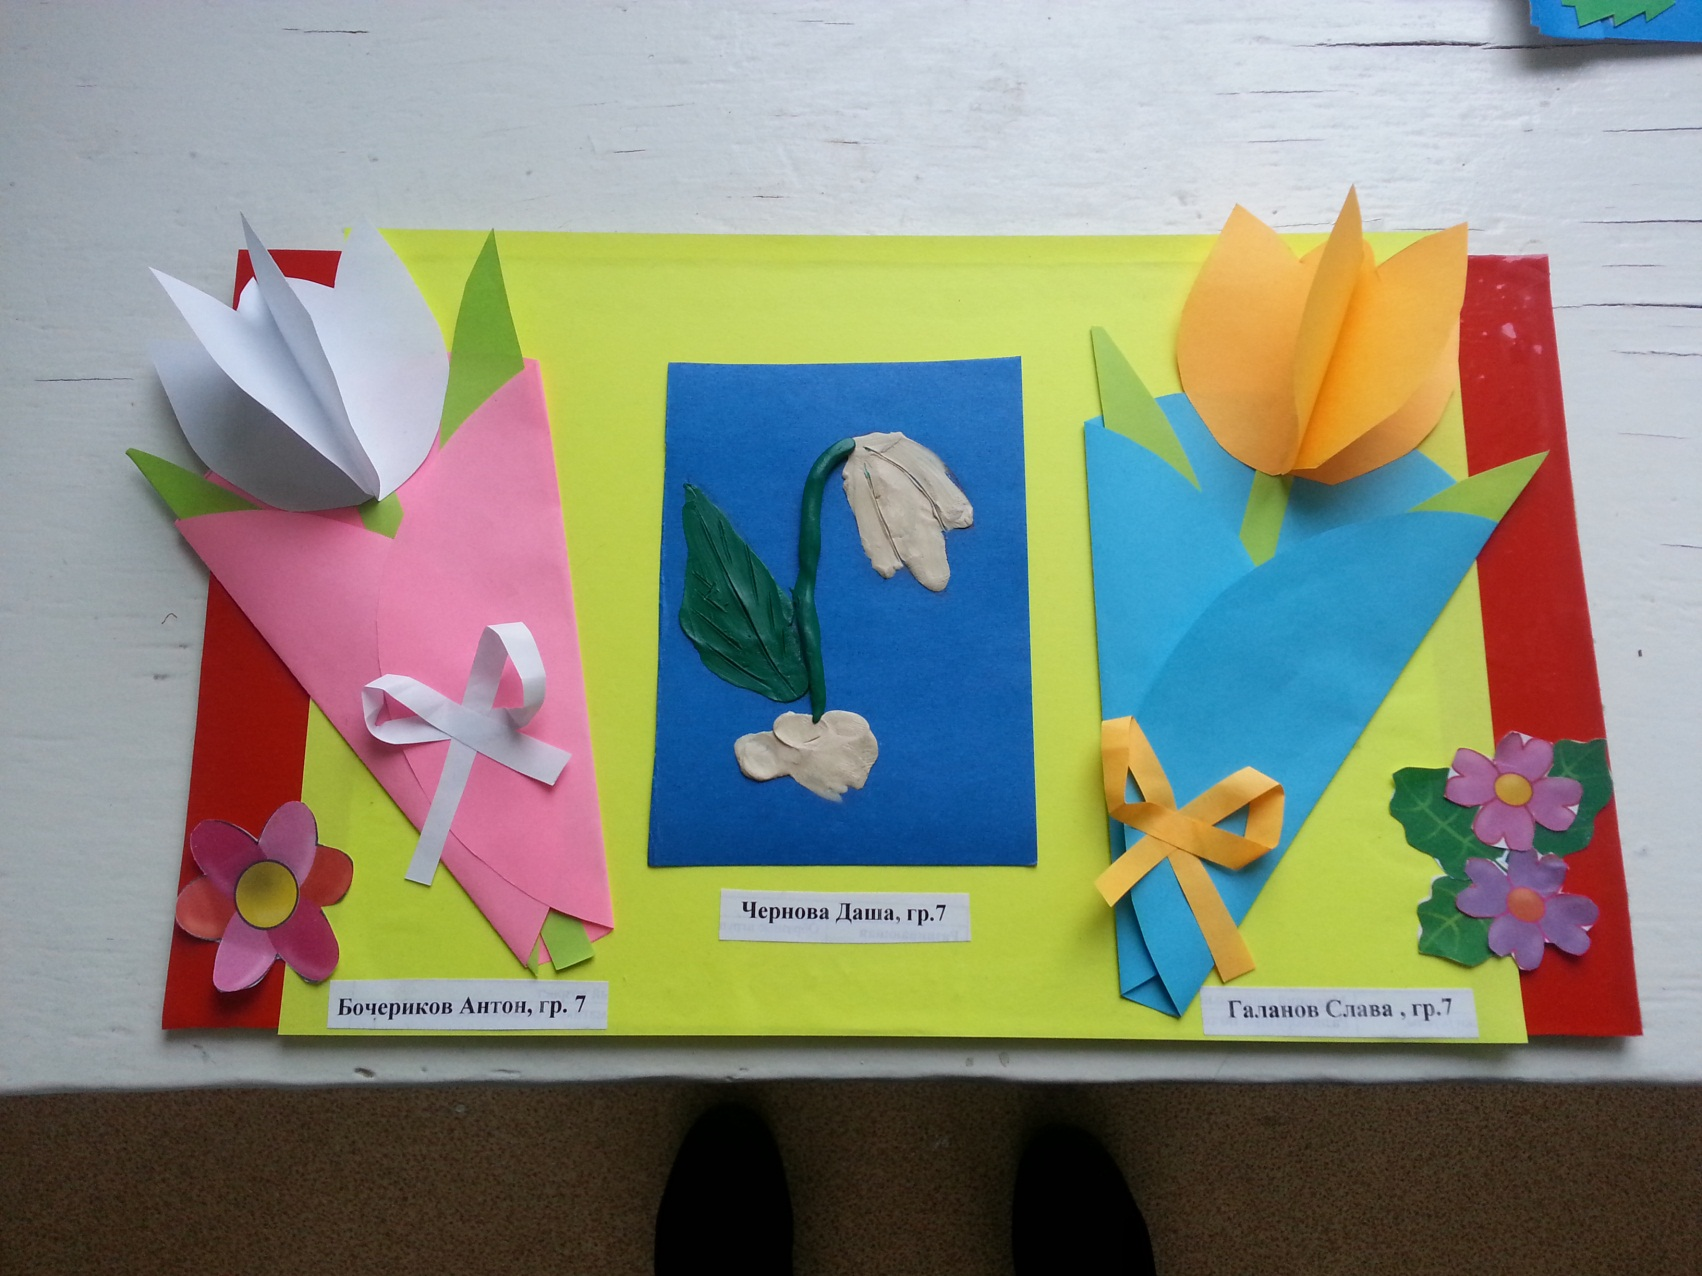 Чернова Даша, гр.7
Бочериков Антон, гр. 7
Галанов Слава , гр.7